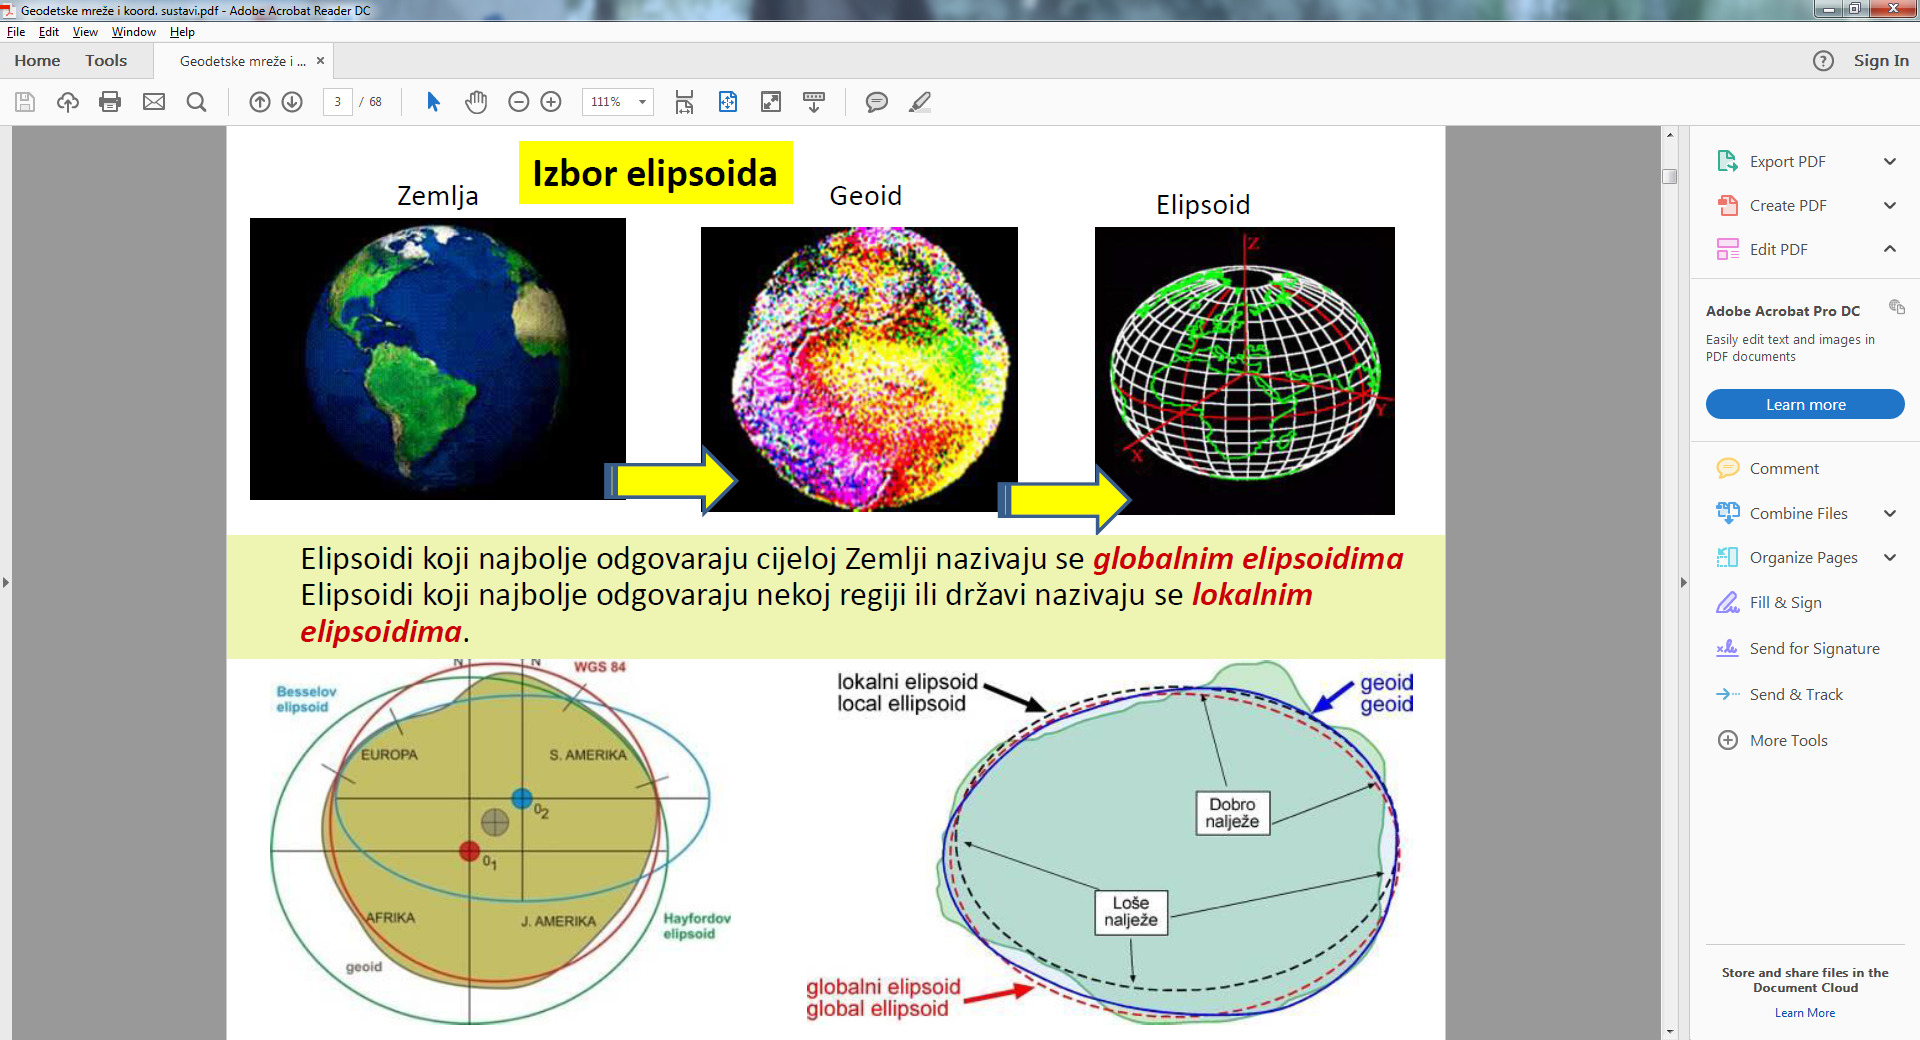 Geodetske mreže i koord. sustavi.pdf - Adobe Acrobat Reader DC
File Edit View Window Help
Home Tools Geodetske mreže i ... × Sign In
3 / 68 111%
Izbor elipsoida
Zemlja Geoid Elipsoid
Z
Y
X
Elipsoidi koji najbolje odgovaraju cijeloj Zemlji nazivaju se globalnim elipsoidima
Elipsoidi koji najbolje odgovaraju nekoj regiji ili državi nazivaju se lokalnim
elipsoidima.
N N WGS 84
Besselov
elipsoid
EUROPA S. AMERIKA
O2
O1
AFRIKA J. AMERIKA
Hayfordov
elipsoid
geoid
lokalni elipsoid
local ellipsoid
geoid
geoid
Dobro
naliježe
Loše
naliježe
globalni elipsoid
global ellipsoid
Export PDF
Create PDF
Edit PDF
Adobe Acrobat Pro DC
Easily edit text and images in
PDF documents
Learn more
Comment
Combine Files
Organize Pages
Fill & Sign
Send for Signature
Send & Track
More Tools
Store and share files in the
Document Cloud
Learn More